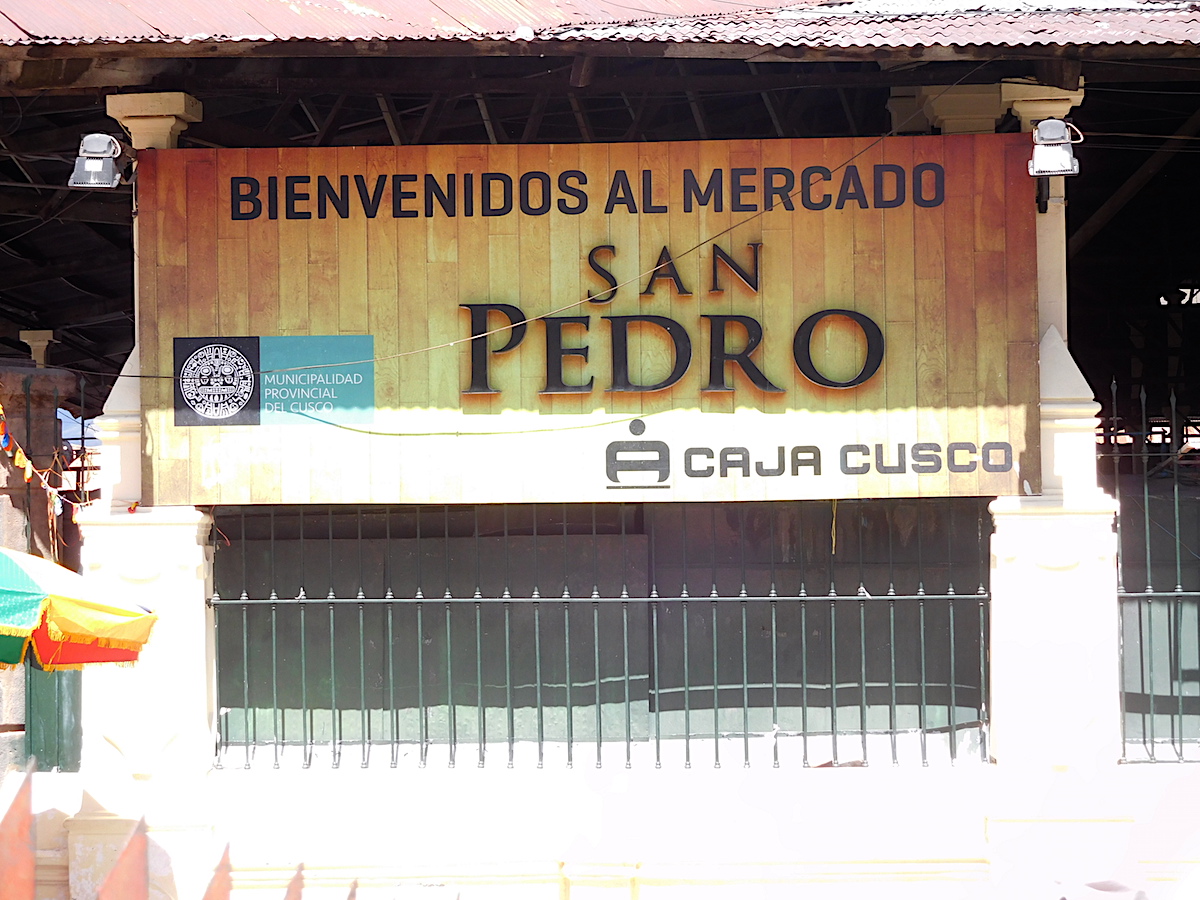 BIENVENIDOS AL MERCADO
SAN
PEDRO
MUNICIPALIDAD
PROVINCIAL
DEL CUSCO
CAJA CUSCO